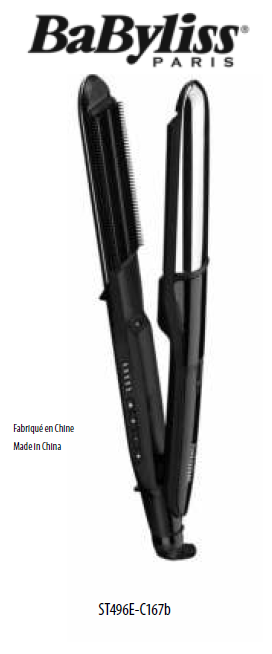 BaByliss®
PARIS
Fabriqué en Chine
Made in China
ST496E-C167b